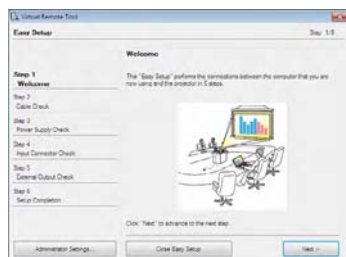 Virtual Remote Tool
Easy Setup
Step 1/6
Welcome
Step 1
Welcome
Step 2
Cable Check
Step 3
Power Supply Check
Step 4
Input Connector Check
Step 5
External Output Check
Step 6
Setup Completion
The "Easy Setup" performs the connections between the computer that you are
now using and the projector in 6 steps.
Click "Next" to advance to the next step.
Administrator Settings...
Close Easy Setup
Next >